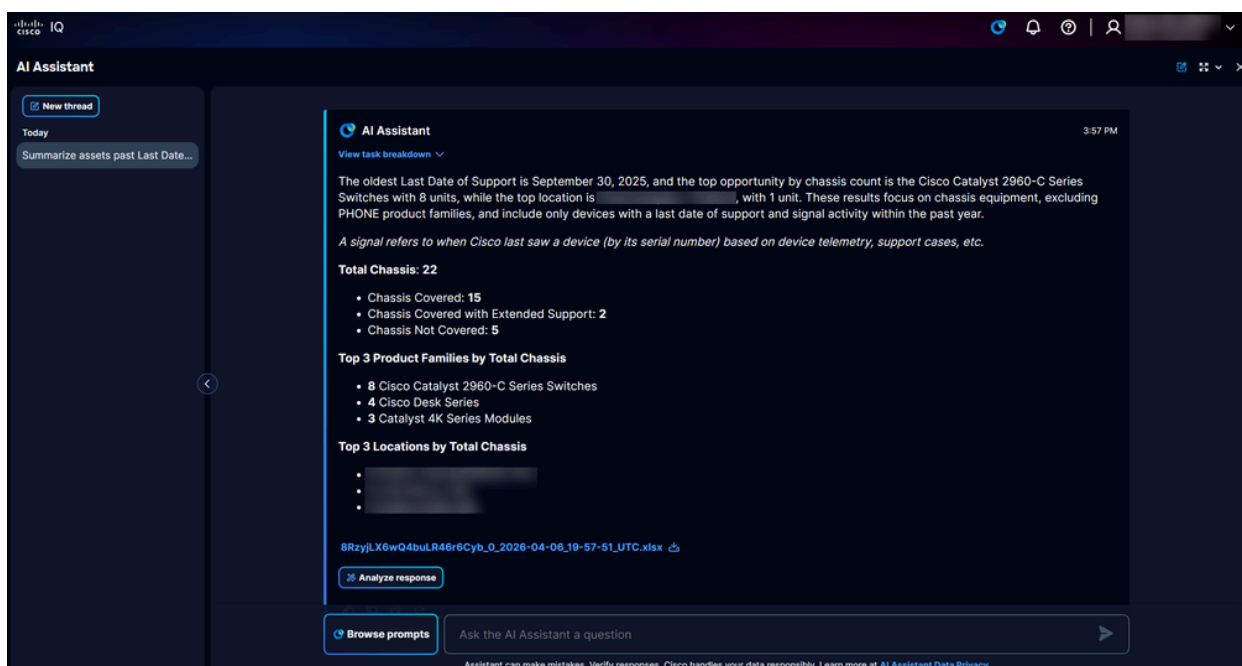 cisco IQ
AI Assistant
New thread
Today
Summarize assets past Last Date...
AI Assistant
3:57 PM
View task breakdown
The oldest Last Date of Support is September 30, 2025, and the top opportunity by chassis count is the Cisco Catalyst 2960-C Series
Switches with 8 units, while the top location is , with 1 unit. These results focus on chassis equipment, excluding
PHONE product families, and include only devices with a last date of support and signal activity within the past year.
A signal refers to when Cisco last saw a device (by its serial number) based on device telemetry, support cases, etc.
Total Chassis: 22
• Chassis Covered: 15
• Chassis Covered with Extended Support: 2
• Chassis Not Covered: 5
Top 3 Product Families by Total Chassis
• 8 Cisco Catalyst 2960-C Series Switches
• 4 Cisco Desk Series
• 3 Catalyst 4K Series Modules
Top 3 Locations by Total Chassis
8RzyjLX6wQ4buLR46r6Cyb_0_2026-04-06_19-57-51_UTC.xlsx
Analyze response
Browse prompts
Ask the AI Assistant a question
Assistant can make mistakes. Verify responses. Cisco handles your data responsibly. Learn more at AI Assistant Data Privacy